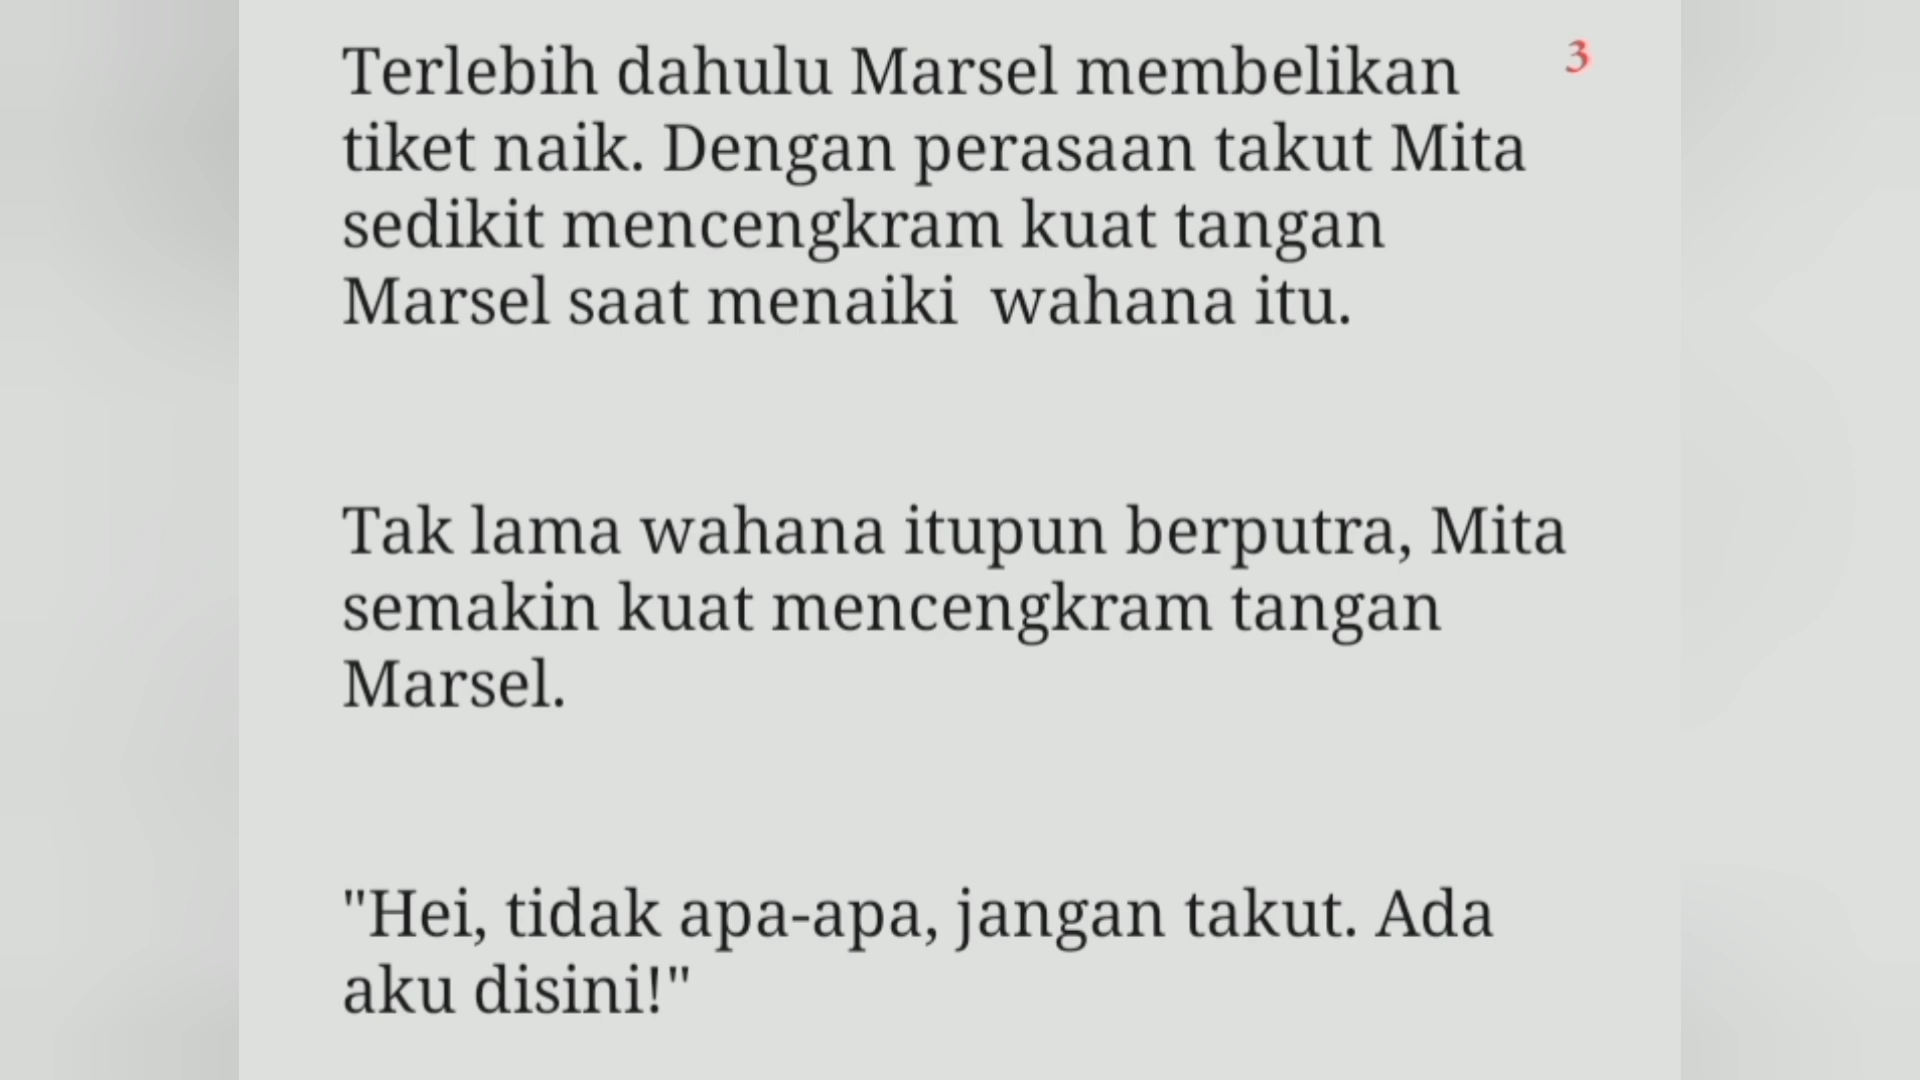 Terlebih dahulu Marsel membelikan
3
tiket naik. Dengan perasaan takut Mita
sedikit mencengkram kuat tangan
Marsel saat menaiki  wahana itu.
Tak lama wahana itupun berputra, Mita
semakin kuat mencengkram tangan
Marsel.
"Hei, tidak apa-apa, jangan takut. Ada
aku disini!"